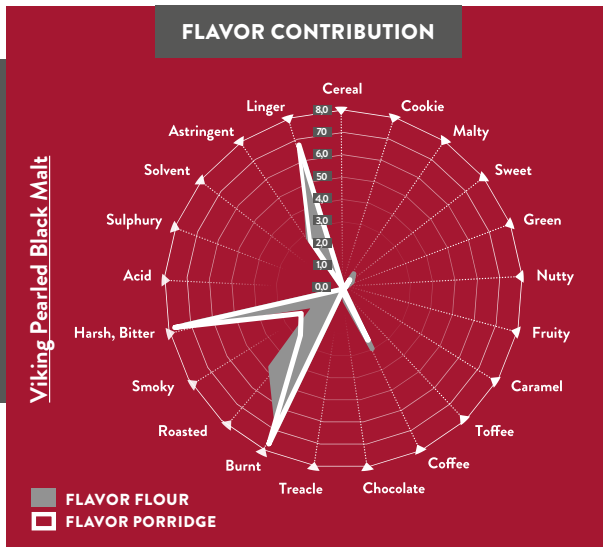 FLAVOR CONTRIBUTION
Viking Pearled Black Malt
Cereal
Cookie
Malty
Sweet
Green
Nutty
Fruity
Caramel
Toffee
Coffee
Chocolate
Treacle
Burnt
Roasted
Smoky
Harsh, Bitter
Acid
Sulphury
Solvent
Astringent
Linger
8,0
70
6,0
50
4,0
3,0
2,0
1,0
0,0
FLAVOR FLOUR
FLAVOR PORRIDGE